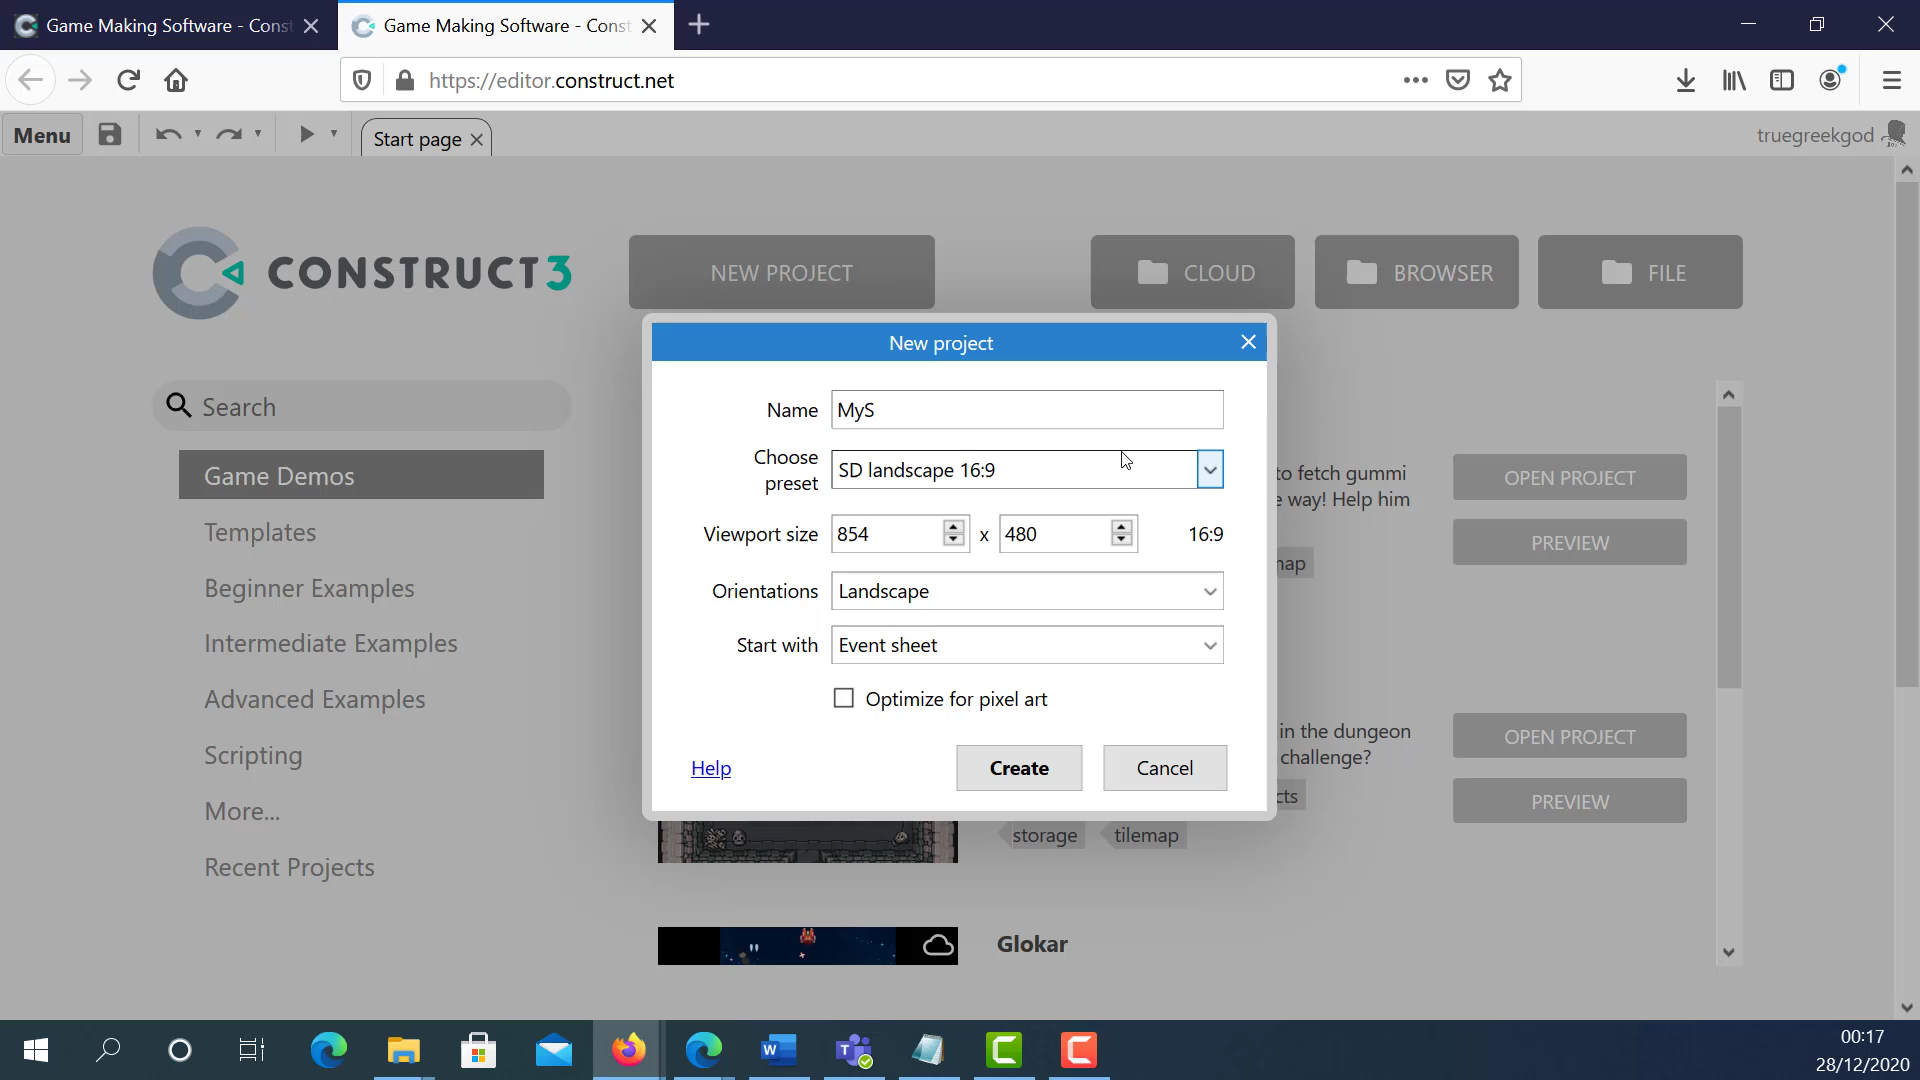 Game Making Software - Const
Game Making Software - Const
https://editor.construct.net
Menu
Start page
truegreekgod
CONSTRUCT3
NEW PROJECT
CLOUD
BROWSER
FILE
Search
Game Demos
Templates
Beginner Examples
Intermediate Examples
Advanced Examples
Scripting
More...
Recent Projects
New project
Name MyS
Choose
preset
SD landscape 16:9
Viewport size 854 x 480 16:9
Orientations Landscape
Start with Event sheet
Optimize for pixel art
Help
Create
Cancel
to fetch gummi
way! Help him
OPEN PROJECT
PREVIEW
in the dungeon
challenge?
OPEN PROJECT
PREVIEW
storage
tilemap
Glokar
00:17
28/12/2020